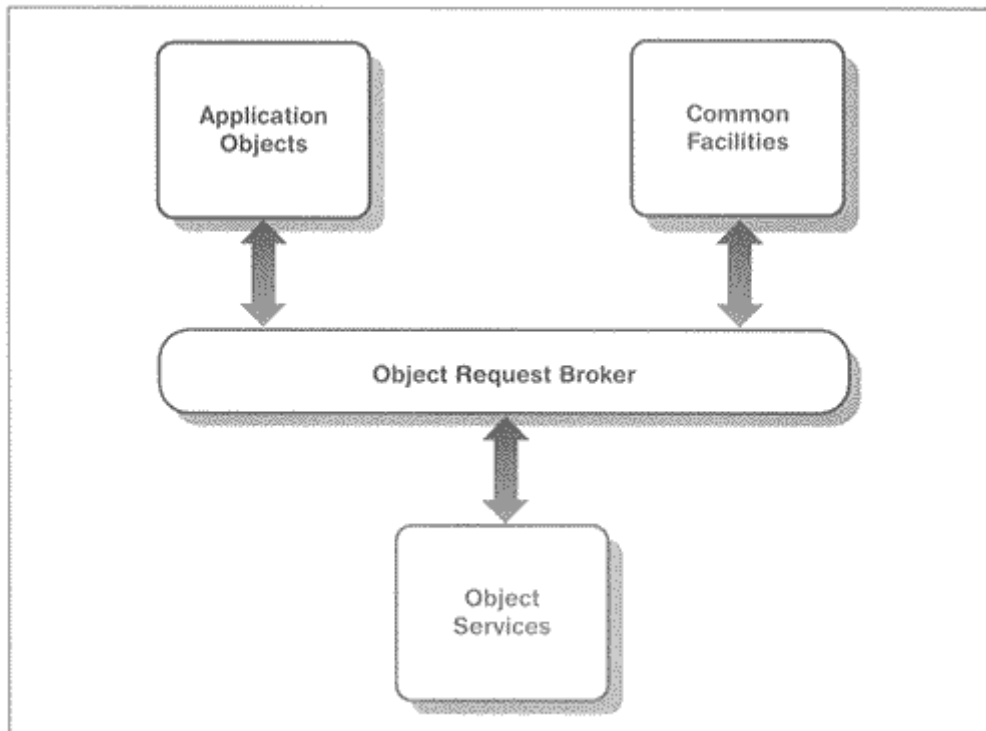 Application
Objects
Common
Facilities
Object Request Broker
Object
Services